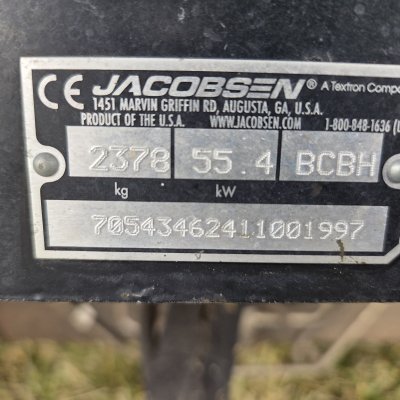 CE JACOBSEN® A Textron Compa
1451 MARVIN GRIFFIN RD, AUGUSTA, GA, U.S.A.
PRODUCT OF THE U.S.A. WWW.JACOBSEN.COM 1-800-848-1636 (U
2378 55.4 BCBH
kg kW
70543462411001997